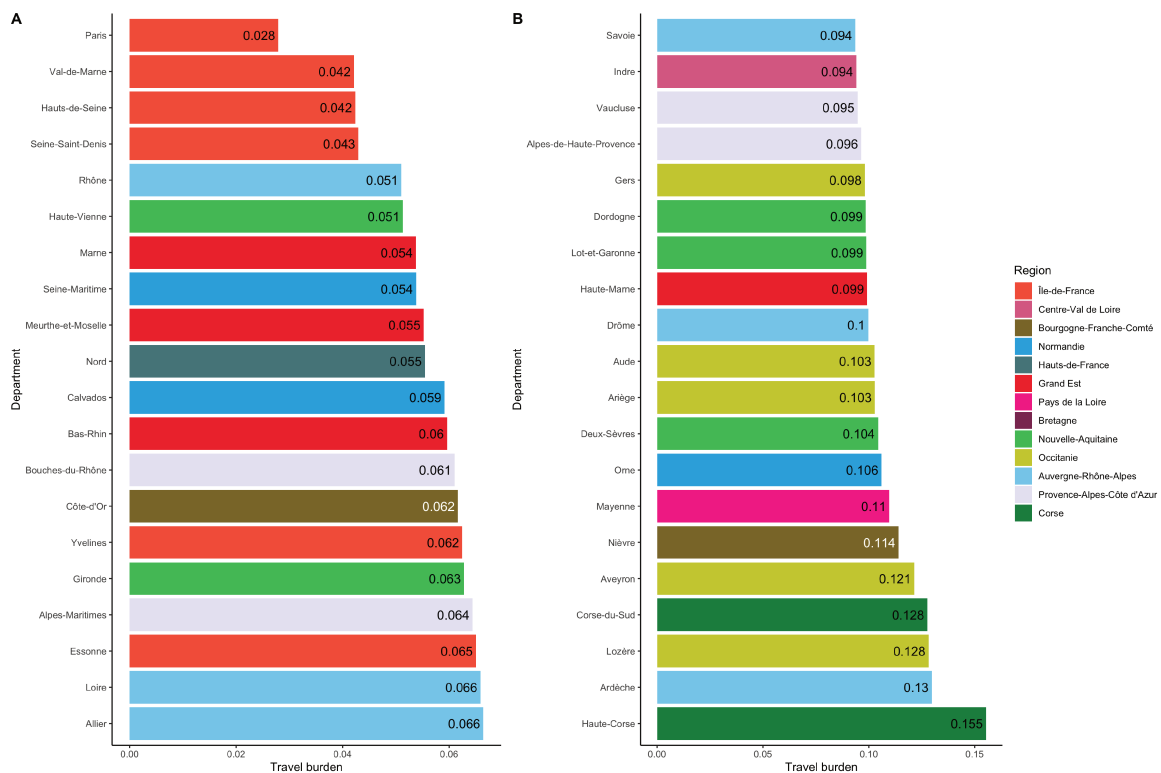 A
Paris
0.028
Val-de-Marne
0.042
Hauts-de-Seine
0.042
Seine-Saint-Denis
0.043
Rhône
0.051
Haute-Vienne
0.051
Marne
0.054
Seine-Maritime
0.054
Meurthe-et-Moselle
0.055
Nord
0.055
Calvados
0.059
Bas-Rhin
0.06
Bouches-du-Rhône
0.061
Côte-d'Or
0.062
Yvelines
0.062
Gironde
0.063
Alpes-Maritimes
0.064
Essonne
0.065
Loire
0.066
Allier
0.066
Department
0.00 0.02 0.04 0.06
Travel burden
B
Savoie
0.094
Indre
0.094
Vaucluse
0.095
Alpes-de-Haute-Provence
0.096
Gers
0.098
Dordogne
0.099
Lot-et-Garonne
0.099
Haute-Marne
0.099
Drôme
0.1
Aude
0.103
Ariège
0.103
Deux-Sèvres
0.104
Orne
0.106
Mayenne
0.11
Nièvre
0.114
Aveyron
0.121
Corse-du-Sud
0.128
Lozère
0.128
Ardèche
0.13
Haute-Corse
0.155
Department
0.00 0.05 0.10 0.15
Travel burden
Region
Île-de-France
Centre-Val de Loire
Bourgogne-Franche-Comté
Normandie
Hauts-de-France
Grand Est
Pays de la Loire
Bretagne
Nouvelle-Aquitaine
Occitanie
Auvergne-Rhône-Alpes
Provence-Alpes-Côte d'Azur
Corse